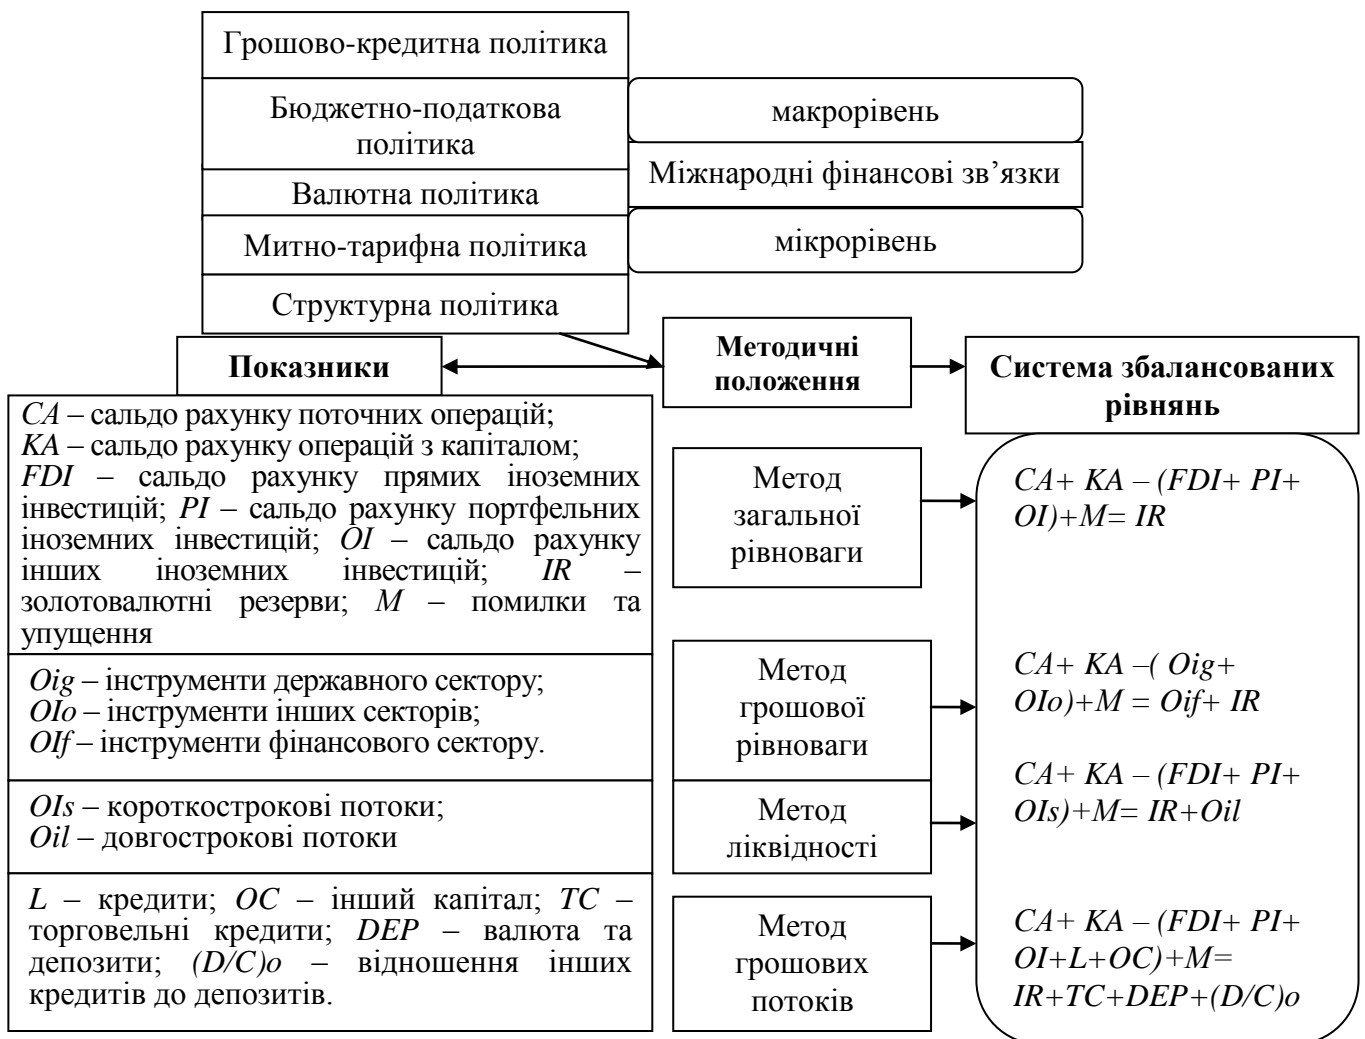 Грошово-кредитна політика
Бюджетно-податкова
політика
Валютна політика
Митно-тарифна політика
Структурна політика
макрорівень
Міжнародні фінансові зв’язки
мікрорівень
Показники
Методичні
положення
Система збалансованих
рівнянь
CA – сальдо рахунку поточних операцій;
KA – сальдо рахунку операцій з капіталом;
FDI – сальдо рахунку прямих іноземних
інвестицій; PI – сальдо рахунку портфельних
іноземних інвестицій; OI – сальдо рахунку
інших іноземних інвестицій; IR –
золотовалютні резерви; M – помилки та
упущення
Метод
загальної
рівноваги
CA+ KA – (FDI+ PI+
OI)+M= IR
Oig – інструменти державного сектору;
OIo – інструменти інших секторів;
OIf – інструменти фінансового сектору.
Метод
грошової
рівноваги
CA+ KA –( Oig+
OIo)+M = Oif+ IR
OIs – короткострокові потоки;
Oil – довгострокові потоки
Метод
ліквідності
CA+ KA – (FDI+ PI+
OIs)+M= IR+Oil
L – кредити; OC – інший капітал; TC –
торговельні кредити; DEP – валюта та
депозити; (D/C)o – відношення інших
кредитів до депозитів.
Метод
грошових
потоків
CA+ KA – (FDI+ PI+
OI+L+OC)+M=
IR+TC+DEP+(D/C)o